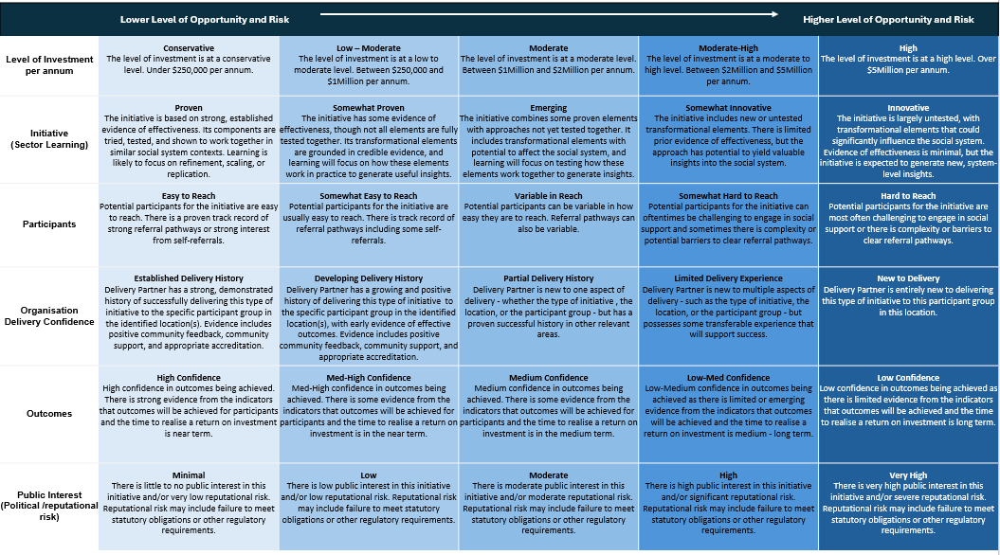 Lower Level of Opportunity and Risk
Higher Level of Opportunity and Risk
Level of Investment
per annum
Conservative
The level of investment is at a conservative
level. Under $250,000 per annum.
Low – Moderate
The level of investment is at a low to
moderate level. Between $250,000 and
$1Million per annum.
Moderate
The level of investment is at a moderate level.
Between $1Million and $2Million per annum.
Moderate-High
The level of investment is at a moderate to
high level. Between $2Million and $5Million
per annum.
High
The level of investment is at a high level. Over
$5Million per annum.
Initiative
(Sector Learning)
Proven
The initiative is based on strong, established
evidence of effectiveness. Its components are
tried, tested, and shown to work together in
similar social system contexts. Learning is
likely to focus on refinement, scaling, or
replication.
Somewhat Proven
The initiative has some evidence of
effectiveness, though not all elements are fully
tested together. Its transformational elements
are grounded in credible evidence, and
learning will focus on how these elements
work in practice to generate useful insights.
Emerging
The initiative combines some proven elements
with approaches not yet tested together. It
includes transformational elements with
potential to affect the social system, and
learning will focus on testing how these
elements work together to generate insights.
Somewhat Innovative
The initiative includes new or untested
transformational elements. There is limited
prior evidence of effectiveness, but the
approach has potential to yield valuable
insights into the social system.
Innovative
The initiative is largely untested, with
transformational elements that could
significantly influence the social system.
Evidence of effectiveness is minimal, but the
initiative is expected to generate new, system-
level insights.
Participants
Easy to Reach
Potential participants for the initiative are easy
to reach. There is a proven track record of
strong referral pathways or strong interest
from self-referrals.
Somewhat Easy to Reach
Potential participants for the initiative are
usually easy to reach. There is track record of
referral pathways including some self-
referrals.
Variable in Reach
Potential participants can be variable in how
easy they are to reach. Referral pathways can
also be variable.
Somewhat Hard to Reach
Potential participants for the initiative can
oftentimes be challenging to engage in social
support and sometimes there is complexity or
potential barriers to clear referral pathways.
Hard to Reach
Potential participants for the initiative are
most often challenging to engage in social
support or there is complexity or barriers to
clear referral pathways.
Organisation
Delivery Confidence
Established Delivery History
Delivery Partner has a strong, demonstrated
history of successfully delivering this type of
initiative to the specific participant group in
the identified location(s). Evidence includes
positive community feedback, community
support, and appropriate accreditation.
Developing Delivery History
Delivery Partner has a growing and positive
history of delivering this type of initiative to
the specific participant group in the identified
location(s), with early evidence of effective
outcomes. Evidence includes positive
community feedback, community support, and
appropriate accreditation.
Partial Delivery History
Delivery Partner is new to one aspect of
delivery - whether the type of initiative , the
location, or the participant group - but has a
proven successful history in other relevant
areas.
Limited Delivery Experience
Delivery Partner is new to multiple aspects of
delivery - such as the type of initiative, the
location, or the participant group - but
possesses some transferable experience that
will support success.
New to Delivery
Delivery Partner is entirely new to delivering
this type of initiative to this participant group
in this location.
Outcomes
High Confidence
High confidence in outcomes being achieved.
There is strong evidence from the indicators
that outcomes will be achieved for participants
and the time to realise a return on investment
is near term.
Med-High Confidence
Med-High confidence in outcomes being
achieved. There is some evidence from the
indicators that outcomes will be achieved for
participants and the time to realise a return on
investment is in the near term.
Medium Confidence
Medium confidence in outcomes being
achieved. There is some evidence from the
indicators that outcomes will be achieved for
participants and the time to realise a return on
investment is in the medium term.
Low-Med Confidence
Low-Medium confidence in outcomes being
achieved as there is limited or emerging
evidence from the indicators that outcomes
will be achieved and the time to realise a
return on investment is medium - long term.
Low Confidence
Low confidence in outcomes being achieved as
there is limited evidence from the indicators
that outcomes will be achieved and the time
to realise a return on investment is long term.
Public Interest
(Political /reputational
risk)
Minimal
There is little to no public interest in this
initiative and/or very low reputational risk.
Reputational risk may include failure to meet
statutory obligations or other regulatory
requirements.
Low
There is low public interest in this initiative
and/or low reputational risk. Reputational risk
may include failure to meet statutory
obligations or other regulatory requirements.
Moderate
There is moderate public interest in this
initiative and/or moderate reputational risk.
Reputational risk may include failure to meet
statutory obligations or other regulatory
requirements.
High
There is high public interest in this initiative
and/or significant reputational risk.
Reputational risk may include failure to meet
statutory obligations or other regulatory
requirements.
Very High
There is very high public interest in this
initiative and/or severe reputational risk.
Reputational risk may include failure to meet
statutory obligations or other regulatory
requirements.